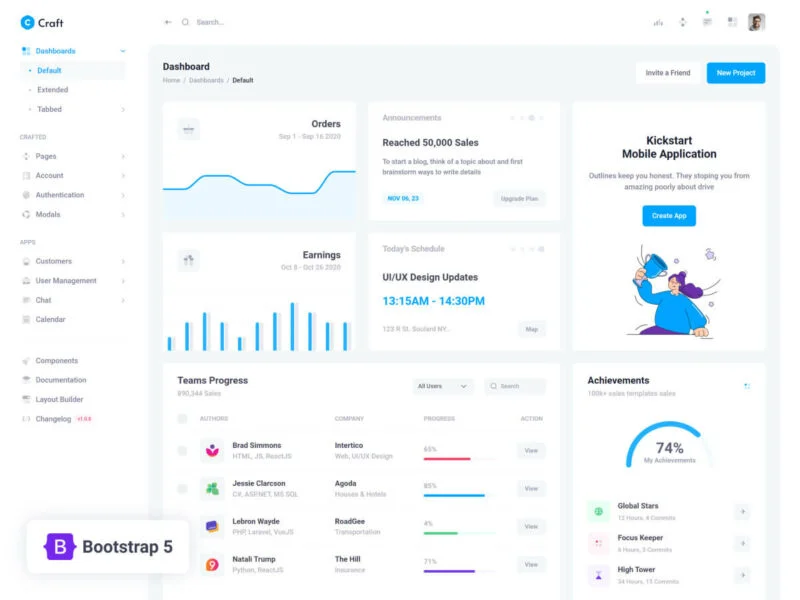 Craft
Search...
Dashboards
Default
Extended
Tabbed
CRAFTED
Pages
Account
Authentication
Modals
APPS
Customers
User Management
Chat
Calendar
Components
Documentation
Layout Builder
Changelog v1.0.0
Bootstrap 5
Dashboard
Home / Dashboards / Default
Invite a Friend
New Project
Orders
Sep 1 - Sep 16 2020
Announcements
Reached 50,000 Sales
To start a blog, think of a topic about and first
brainstorm ways to write details
NOV 06, 23
Upgrade Plan
Kickstart
Mobile Application
Outlines keep you honest. They stoping you from
amazing poorly about drive
Create App
Earnings
Oct 8 - Oct 26 2020
Today's Schedule
UI/UX Design Updates
13:15AM - 14:30PM
123 R St. Soulard NY..
Map
Teams Progress
890,344 Sales
All Users
Search
AUTHORS COMPANY PROGRESS ACTION
Brad Simmons Intertico 65% View
HTML, JS, ReactJS Web, UI/UX Design
Jessie Clarcson Agoda 85% View
C#, ASP.NET, MS SQL Houses & Hotels
Lebron Wayde RoadGee 4% View
PHP, Laravel, VueJS Transportation
Natali Trump The Hill 71% View
Python, ReactJS Insurance
Achievements
100k+ sales templates sales
74%
My Achievements
Global Stars
12 Hours, 4 Commits
Focus Keeper
6 Hours, 3 Commits
High Tower
34 Hours, 15 Commits